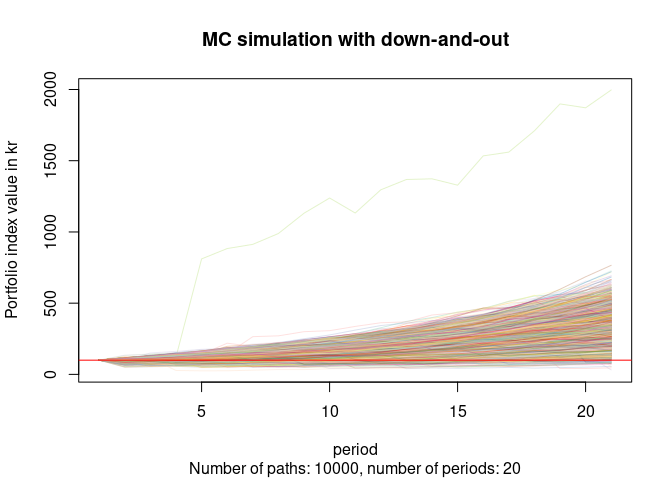 MC simulation with down-and-out
Portfolio index value in kr
2000
1500
1000
500
0
5 10 15 20
period
Number of paths: 10000, number of periods: 20